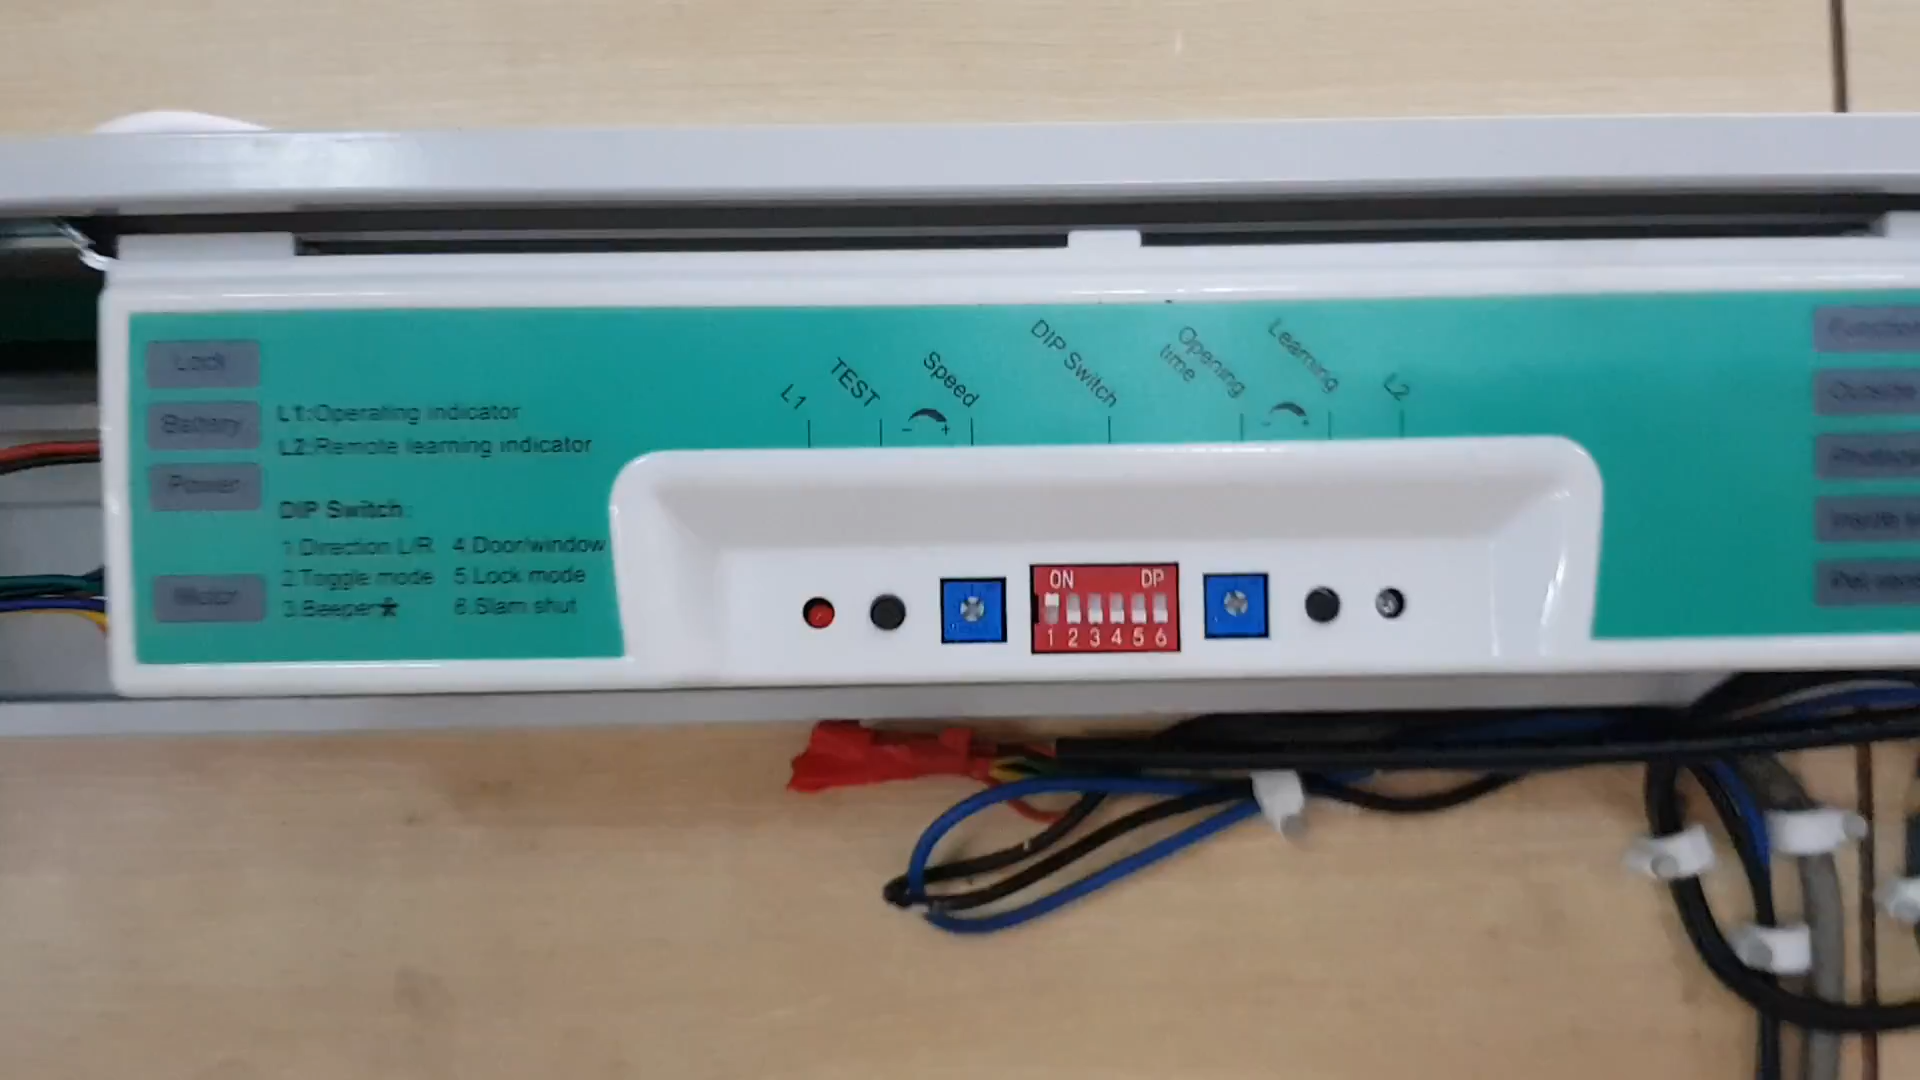 Lock
Battery
Power
Motor
L1:Operating indicator
L2:Remote learning indicator
DIP Switch:
1.Direction L/R 4.Door/window
2.Toggle mode 5.Lock mode
3.Beeper★ 6.Slam shut
L1
TEST
Speed
- +
DIP Switch
Opening
time
- +
Learning
L2
ON DP
1 2 3 4 5 6
Function
Outside